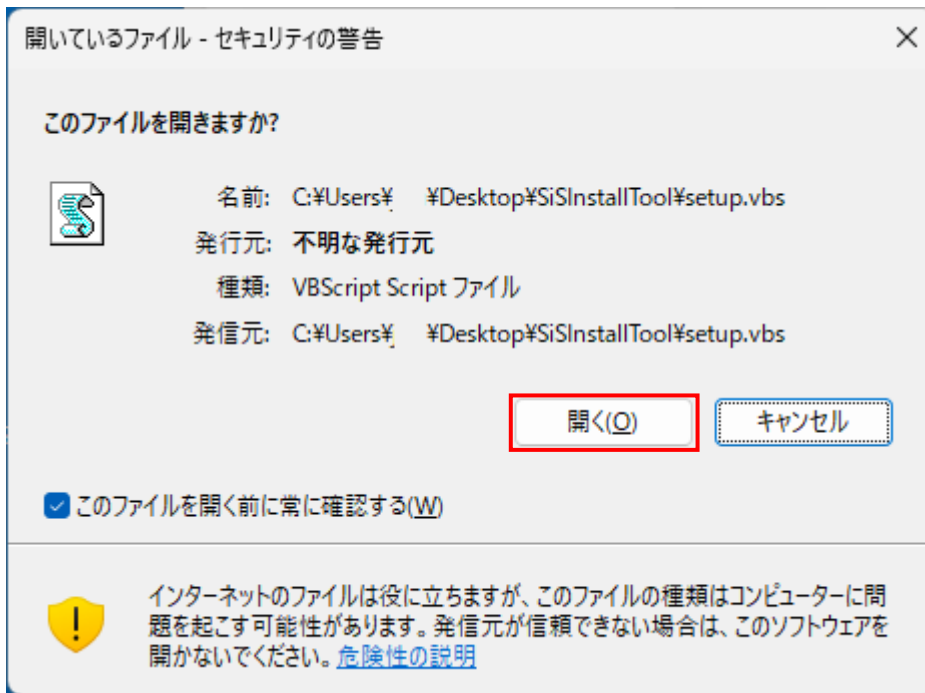 開いているファイル - セキュリティの警告
このファイルを開きますか?
名前: C:¥Users¥ ¥Desktop¥SiSInstallTool¥setup.vbs
発行元: 不明な発行元
種類: VBScript Script ファイル
発信元: C:¥Users¥ ¥Desktop¥SiSInstallTool¥setup.vbs
開く(O) キャンセル
このファイルを開く前に常に確認する(W)
インターネットのファイルは役に立ちますが、このファイルの種類はコンピューターに問
題を起こす可能性があります。発信元が信頼できない場合は、このソフトウェアを
開かないでください。危険性の説明